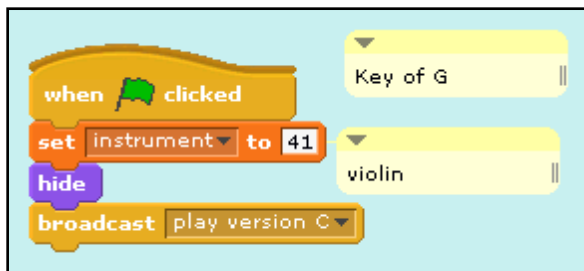 Key of G
when clicked
set instrument to 41
violin
hide
broadcast play version C